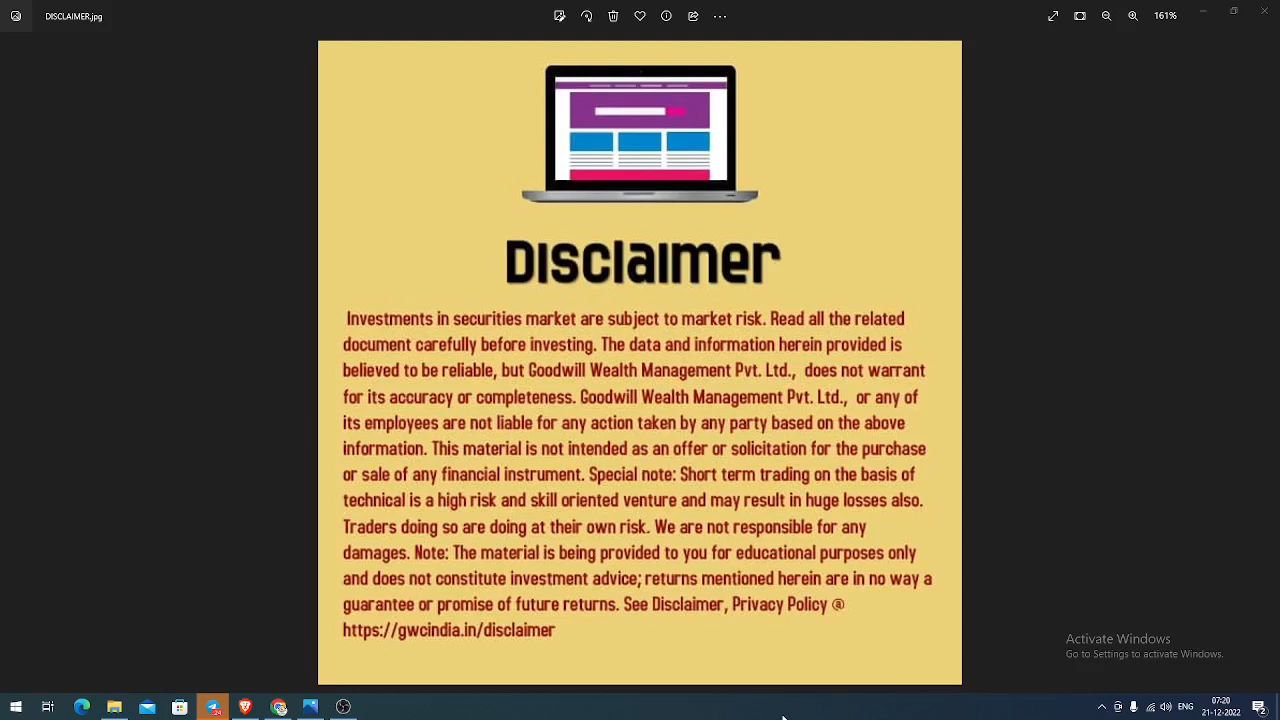 DISCLAIMER.jpg
Disclaimer
Investments in securities market are subject to market risk. Read all the related
document carefully before investing. The data and information herein provided is
believed to be reliable, but Goodwill Wealth Management Pvt. Ltd., does not warrant
for its accuracy or completeness. Goodwill Wealth Management Pvt. Ltd., or any of
its employees are not liable for any action taken by any party based on the above
information. This material is not intended as an offer or solicitation for the purchase
or sale of any financial instrument. Special note: Short term trading on the basis of
technical is a high risk and skill oriented venture and may result in huge losses also.
Traders doing so are doing at their own risk. We are not responsible for any
damages. Note: The material is being provided to you for educational purposes only
and does not constitute investment advice; returns mentioned herein are in no way a
guarantee or promise of future returns. See Disclaimer, Privacy Policy @
https://gwcindia.in/disclaimer
Activate Windows
Go to Settings to activate Windows.
07:20
ENG
21-12-2022